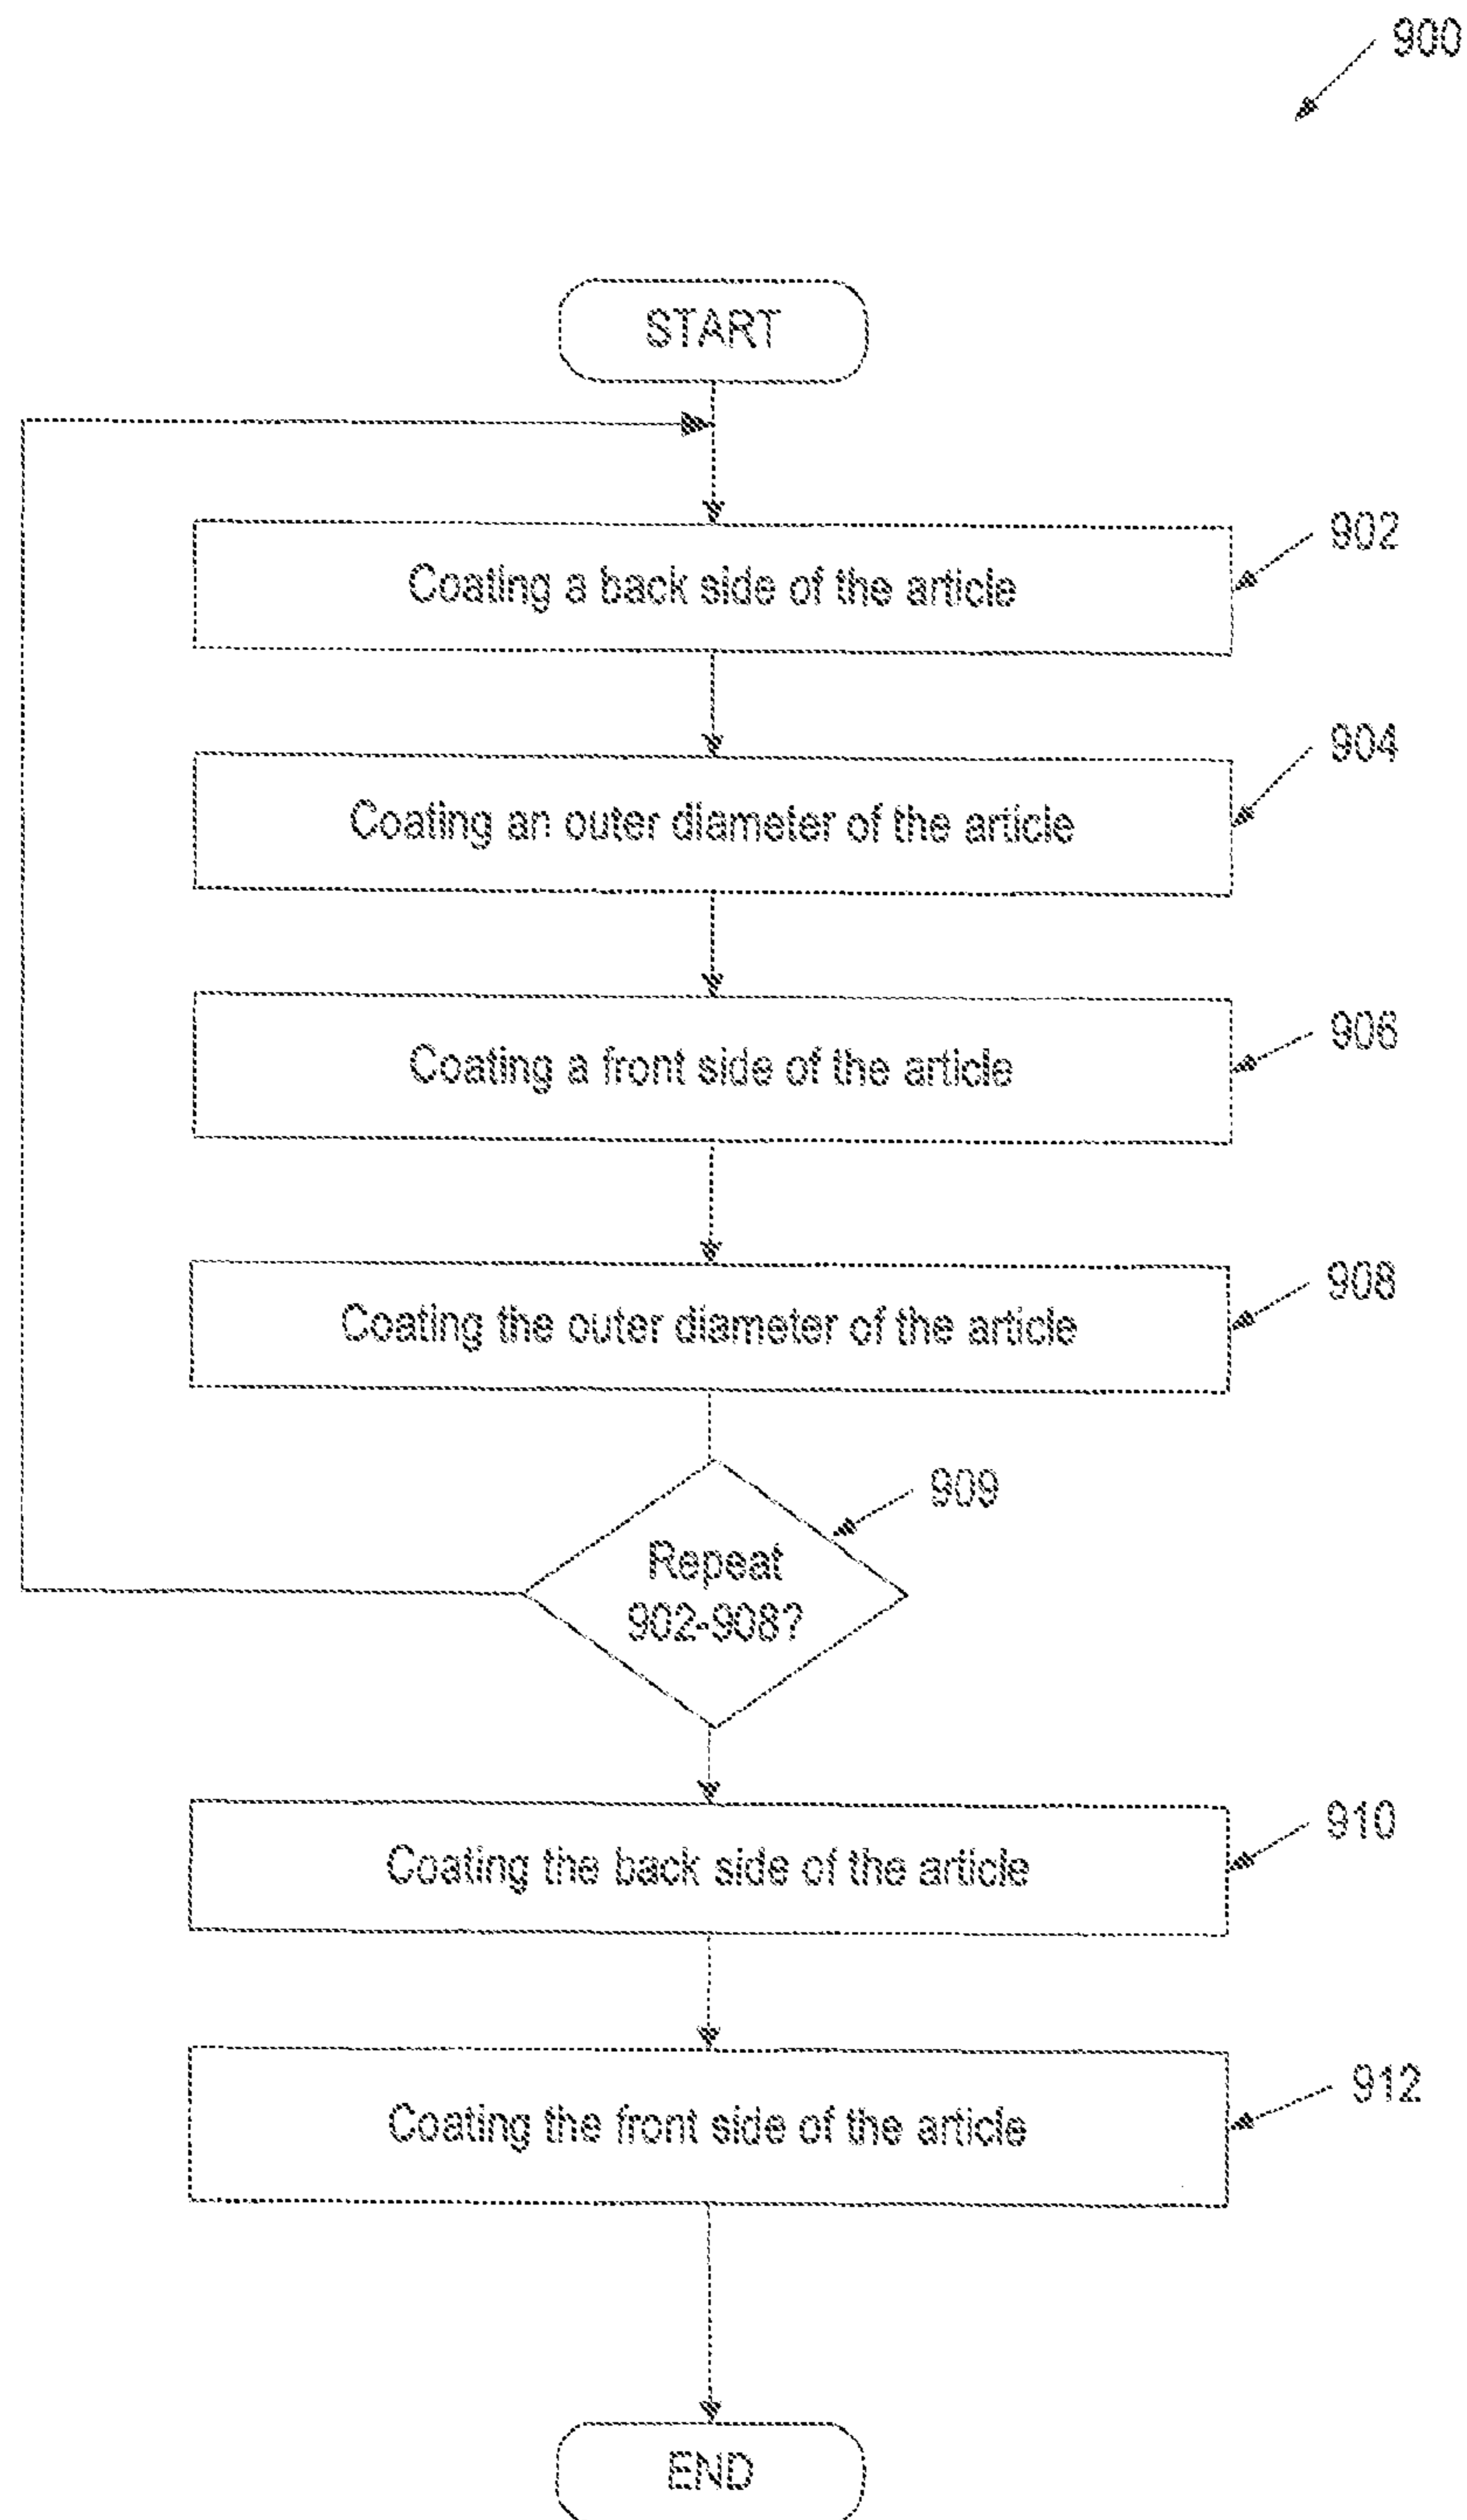 900
START
Coating a back side of the article
902
Coating an outer diameter of the article
904
Coating a front side of the article
906
Coating the outer diameter of the article
908
909
Repeat
902-908?
Coating the back side of the article
910
Coating the front side of the article
912
END